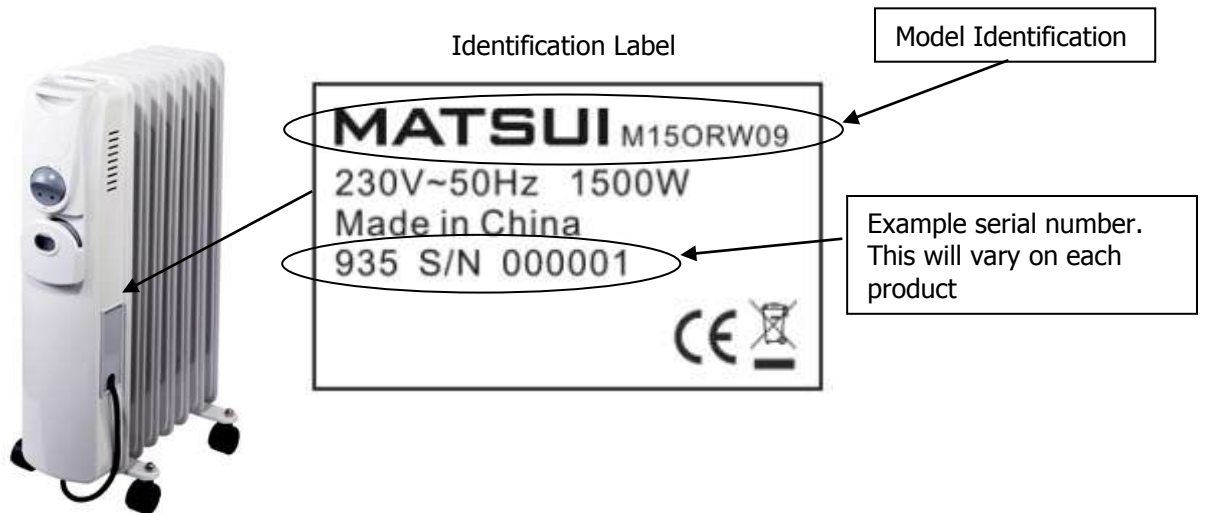 Identification Label
Model Identification
MATSUI M15ORW09
230V~50Hz 1500W
Made in China
935 S/N 000001
Example serial number.
This will vary on each
product
CE